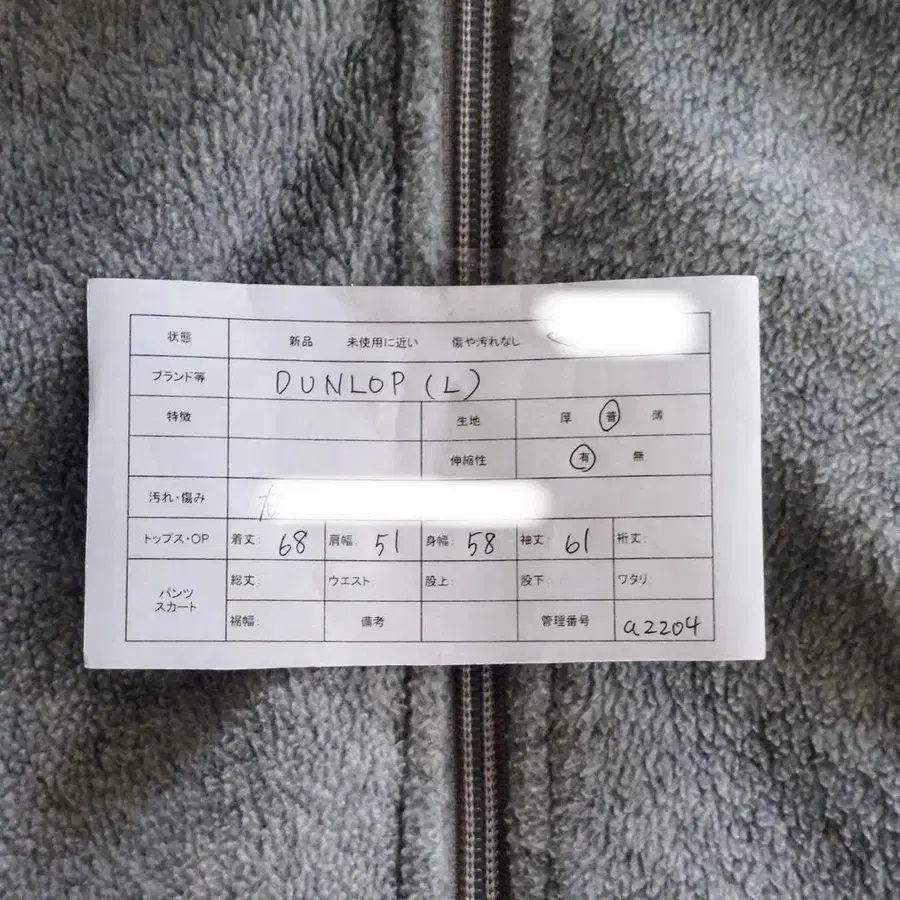 状態 新品 未使用に近い 傷や汚れなし
ブランド等 DUNLOP (L)
特徴 生地 厚 普 薄
伸縮性 有 無
汚れ・傷み
トップス・OP 着丈: 68 肩幅: 51 身幅: 58 袖丈: 61 裄丈:
パンツ スカート 総丈: ウエスト: 股上: 股下: ワタリ:
裾幅: 備考 管理番号 a2204